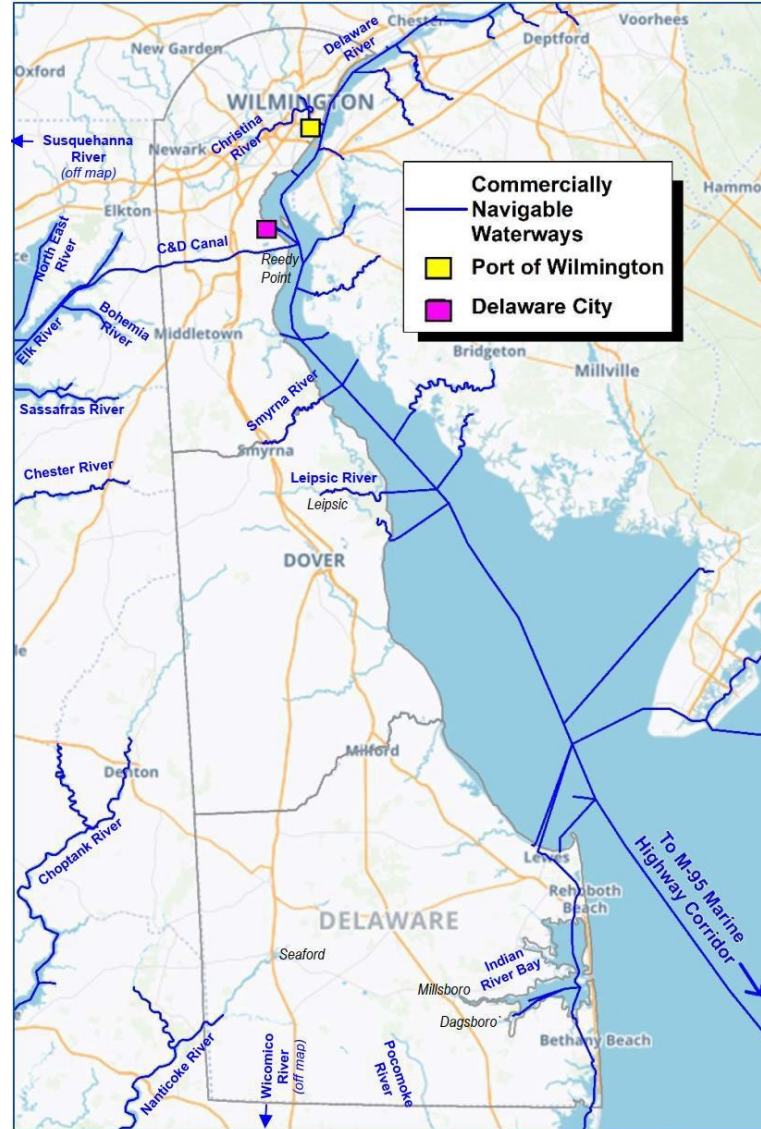 Chester
Voorhees
New Garden
Delaware
River
Deptford
Oxford
WILMINGTON
Christina
River
Susquehanna
River
(off map)
Newark
Commercially
Navigable
Waterways
Port of Wilmington
Delaware City
Hammo
Elkton
North East
River
C&D Canal
Reedy
Point
Bohemia
River
Elk River
Middletown
Bridgeton
Millville
Sassafras River
Smyrna River
Smyrna
Chester River
Leipsic River
Leipsic
DOVER
le
Milford
Denton
Choptank River
To M-95 Marine
Highway Corridor
Lewes
Rehoboth
Beach
DELAWARE
Seaford
Indian
River Bay
Millsboro
Dagsboro
Bethany Beach
Nanticoke River
Wicomico
River
(off map)
Pocomoke
River
e